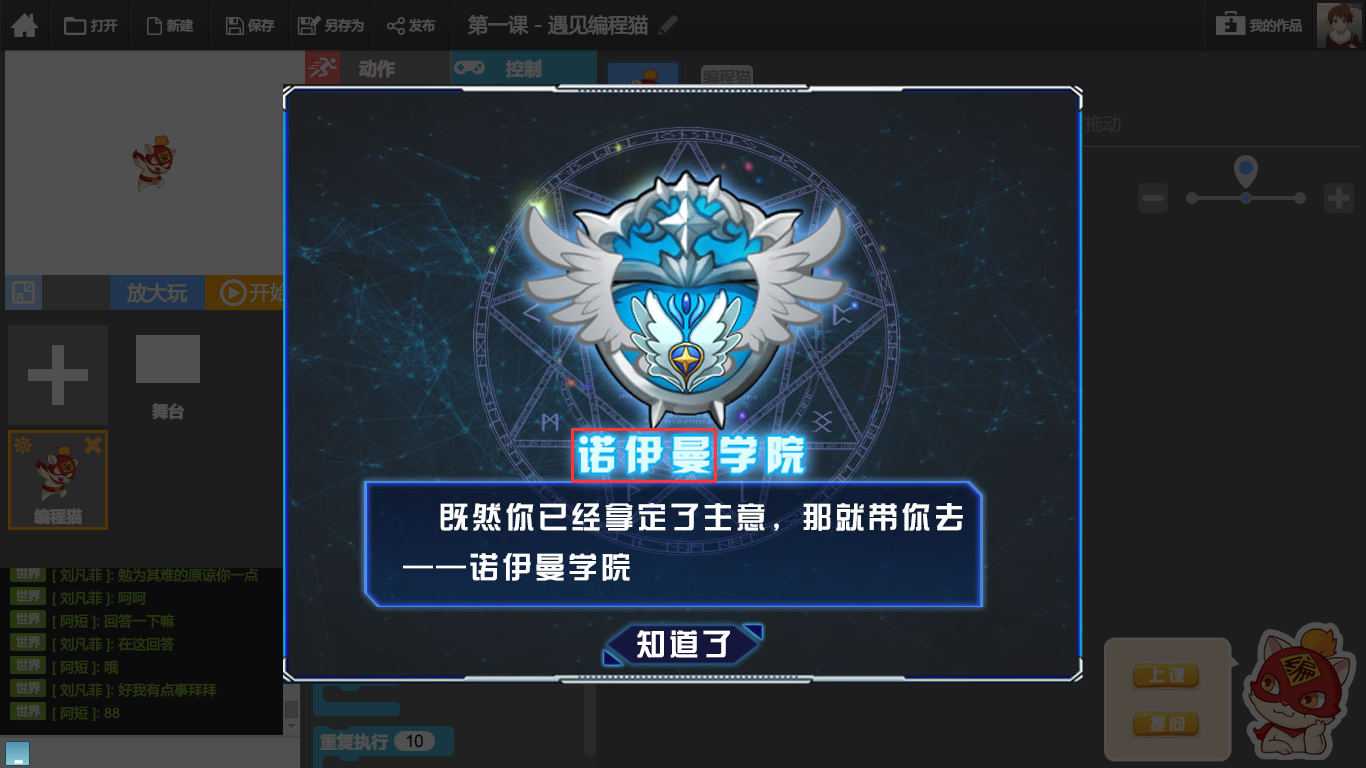 打开 新建 保存 另存为 发布 第一课 - 遇见编程猫 我的作品
动作 控制
编程猫
拖动
放大玩 开始
舞台
编程猫
诺伊曼学院
既然你已经拿定了主意，那就带你去
——诺伊曼学院
知道了
世界 [ 刘凡菲 ]: 勉为其难的原谅你一点
世界 [ 刘凡菲 ]: 呵呵
世界 [ 阿短 ]: 回答一下嘛
世界 [ 刘凡菲 ]: 在这回答
世界 [ 阿短 ]: 哦
世界 [ 刘凡菲 ]: 好我有点事拜拜
世界 [ 阿短 ]: 88
重复执行 10
上课
提问
编